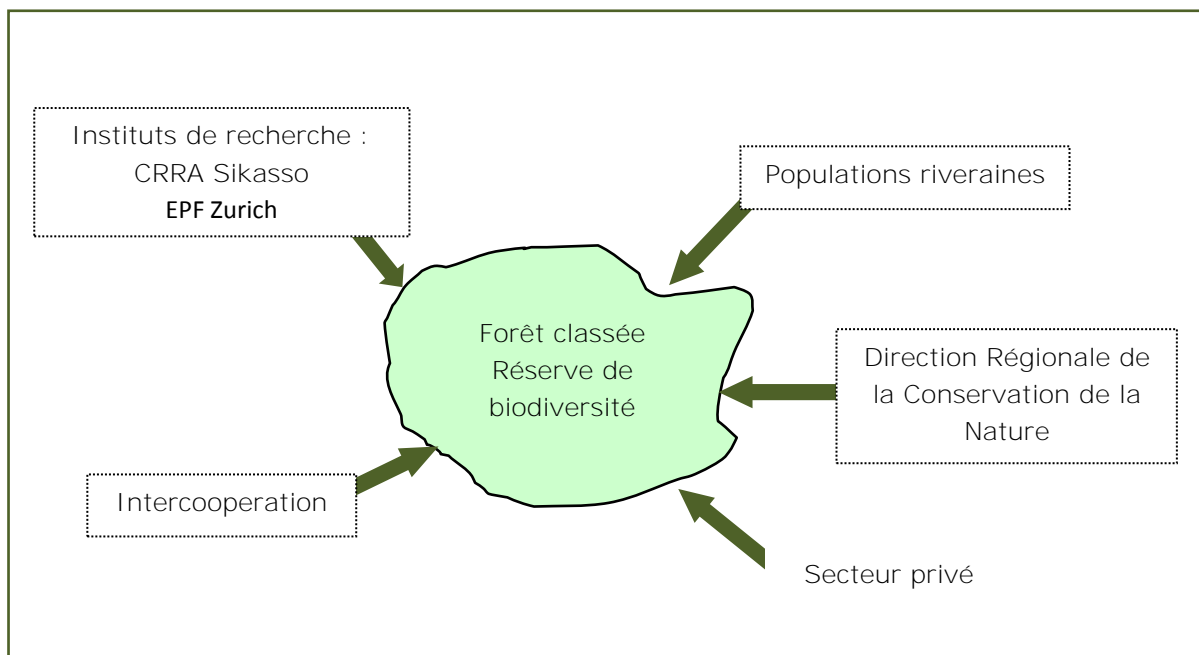 Instituts de recherche :
CRRA Sikasso
EPF Zurich
Populations riveraines
Forêt classée
Réserve de
biodiversité
Direction Régionale de
la Conservation de la
Nature
Intercooperation
Secteur privé